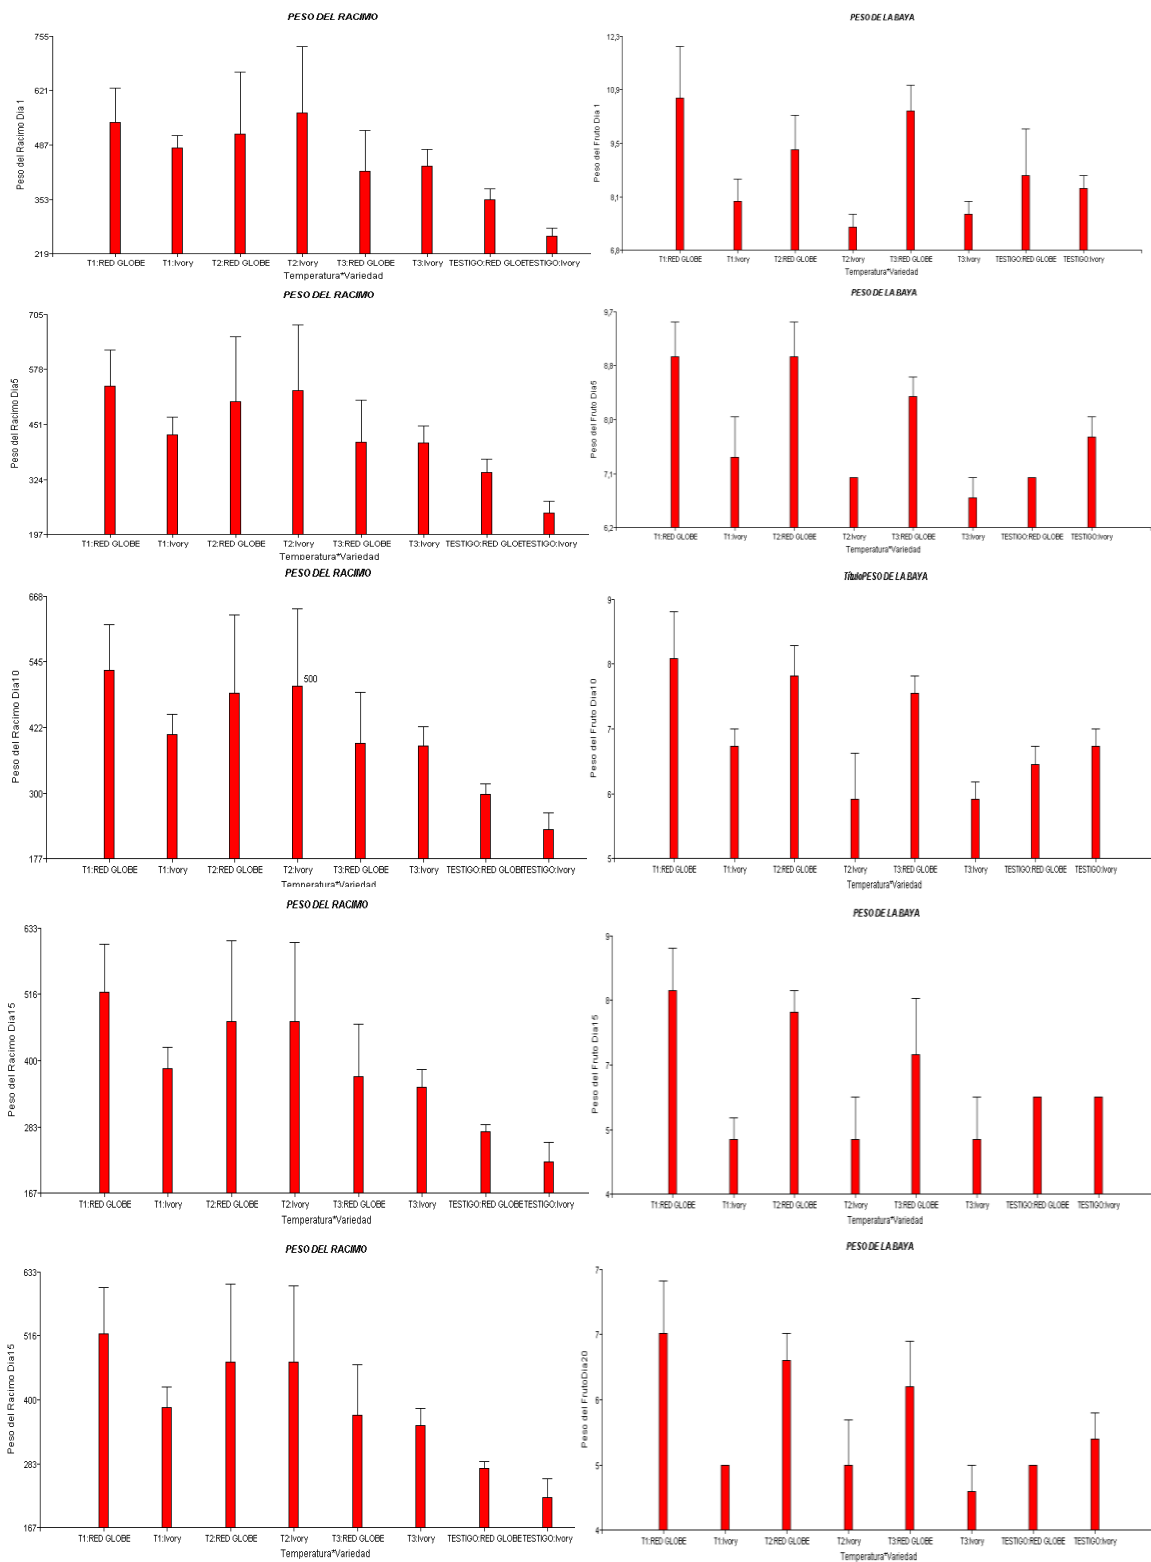 PESO DEL RACIMO
Peso del Racimo Dia 1
755
621
487
353
219
T1:RED GLOBE T1:Ivory T2:RED GLOBE T2:Ivory T3:RED GLOBE T3:Ivory TESTIGO:RED GLOETESTIGO:Ivory
Temperatura*Variedad
PESO DE LA BAYA
Peso del Fruto Dia 1
12,3
10,9
9,5
8,1
6,8
T1:RED GLOBE T1:Ivory T2:RED GLOBE T2:Ivory T3:RED GLOBE T3:Ivory TESTIGO:RED GLOBE TESTIGO:Ivory
Temperatura*Variedad
PESO DEL RACIMO
Peso del Racimo Dia5
705
578
451
324
197
T1:RED GLOBE T1:Ivory T2:RED GLOBE T2:Ivory T3:RED GLOBE T3:Ivory TESTIGO:RED GLOETESTIGO:Ivory
Temperatura*Variedad
PESO DE LA BAYA
Peso del Fruto Dia5
9,7
8,8
8,0
7,1
6,2
T1:RED GLOBE T1:Ivory T2:RED GLOBE T2:Ivory T3:RED GLOBE T3:Ivory TESTIGO:RED GLOBE TESTIGO:Ivory
Temperatura*Variedad
PESO DEL RACIMO
Peso del Racimo Dia10
668
545
422
300
177
500
T1:RED GLOBE T1:Ivory T2:RED GLOBE T2:Ivory T3:RED GLOBE T3:Ivory TESTIGO:RED GLOBETESTIGO:Ivory
Temperatura*Variedad
TítuloPESO DE LA BAYA
Peso del Fruto Dia10
9
8
7
6
5
T1:RED GLOBE T1:Ivory T2:RED GLOBE T2:Ivory T3:RED GLOBE T3:Ivory TESTIGO:RED GLOBE TESTIGO:Ivory
Temperatura*Variedad
PESO DEL RACIMO
Peso del Racimo Dia15
633
516
400
283
167
T1:RED GLOBE T1:Ivory T2:RED GLOBE T2:Ivory T3:RED GLOBE T3:Ivory TESTIGO:RED GLOBETESTIGO:Ivory
Temperatura*Variedad
PESO DE LA BAYA
Peso del Fruto Dia15
9
8
7
5
4
T1:RED GLOBE T1:Ivory T2:RED GLOBE T2:Ivory T3:RED GLOBE T3:Ivory TESTIGO:RED GLOBE TESTIGO:Ivory
Temperatura*Variedad
PESO DEL RACIMO
Peso del Racimo Dia15
633
516
400
283
167
T1:RED GLOBE T1:Ivory T2:RED GLOBE T2:Ivory T3:RED GLOBE T3:Ivory TESTIGO:RED GLOBETESTIGO:Ivory
Temperatura*Variedad
PESO DE LA BAYA
Peso del FrutoDia20
7
7
6
5
4
T1:RED GLOBE T1:Ivory T2:RED GLOBE T2:Ivory T3:RED GLOBE T3:Ivory TESTIGO:RED GLOBE TESTIGO:Ivory
Temperatura*Variedad